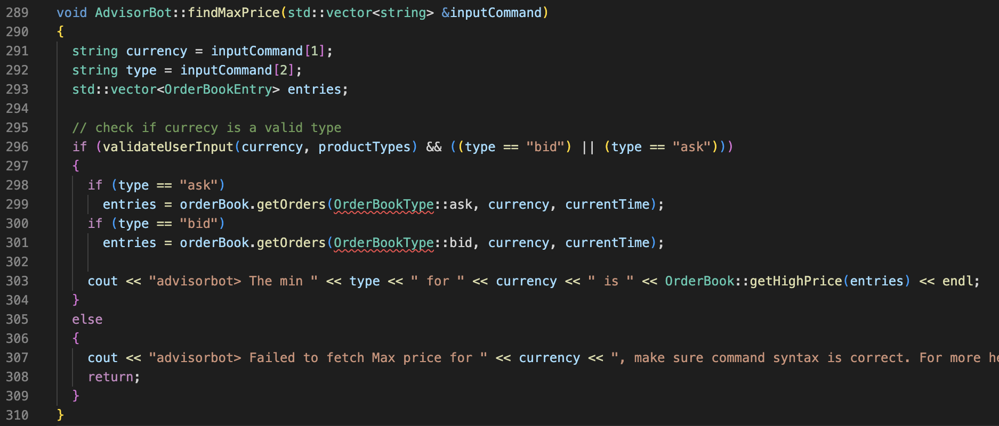 289 void AdvisorBot::findMaxPrice(std::vector<string> &inputCommand)
290 {
291 string currency = inputCommand[1];
292 string type = inputCommand[2];
293 std::vector<OrderBookEntry> entries;
294
295 // check if currecy is a valid type
296 if (validateUserInput(currency, productTypes) && ((type == "bid") || (type == "ask")))
297 {
298 if (type == "ask")
299 entries = orderBook.getOrders(OrderBookType::ask, currency, currentTime);
300 if (type == "bid")
301 entries = orderBook.getOrders(OrderBookType::bid, currency, currentTime);
302
303 cout << "advisorbot> The min " << type << " for " << currency << " is " << OrderBook::getHighPrice(entries) << endl;
304 }
305 else
306 {
307 cout << "advisorbot> Failed to fetch Max price for " << currency << ", make sure command syntax is correct. For more
308 return;
309 }
310 }